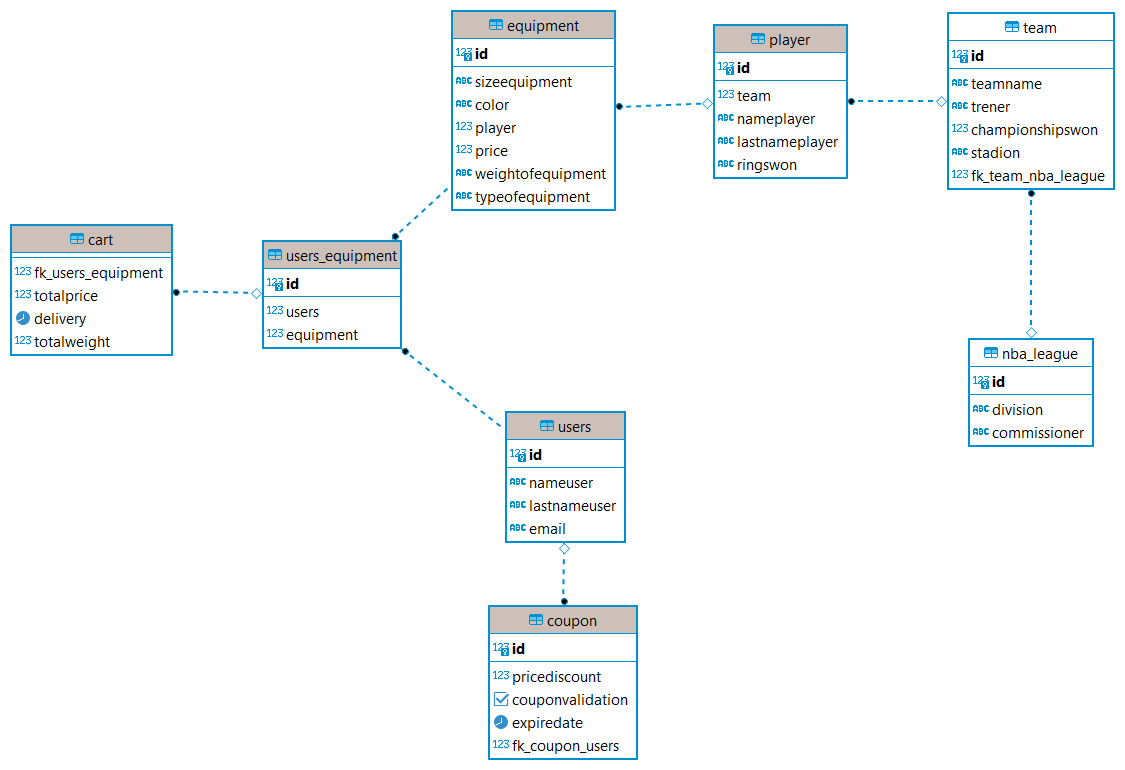 equipment
123 id
ABC sizeequipment
ABC color
123 player
123 price
ABC weightofequipment
ABC typeofequipment
player
123 id
123 team
ABC nameplayer
ABC lastnameplayer
ABC ringswon
team
123 id
ABC teamname
ABC trener
123 championshipswon
ABC stadion
123 fk_team_nba_league
cart
123 fk_users_equipment
123 totalprice
delivery
123 totalweight
users_equipment
123 id
123 users
123 equipment
nba_league
123 id
ABC division
ABC commissioner
users
123 id
ABC nameuser
ABC lastnameuser
ABC email
coupon
123 id
123 pricediscount
couponvalidation
expiredate
123 fk_coupon_users